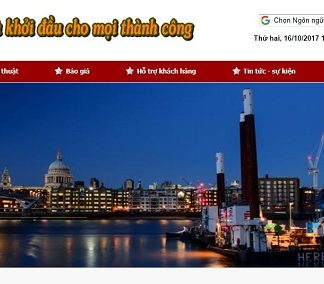 khởi đầu cho mọi thành công
Chọn Ngôn ngữ
Thứ hai, 16/10/2017 1
thuật
Báo giá
Hỗ trợ khách hàng
Tin tức - sự kiện
HERB